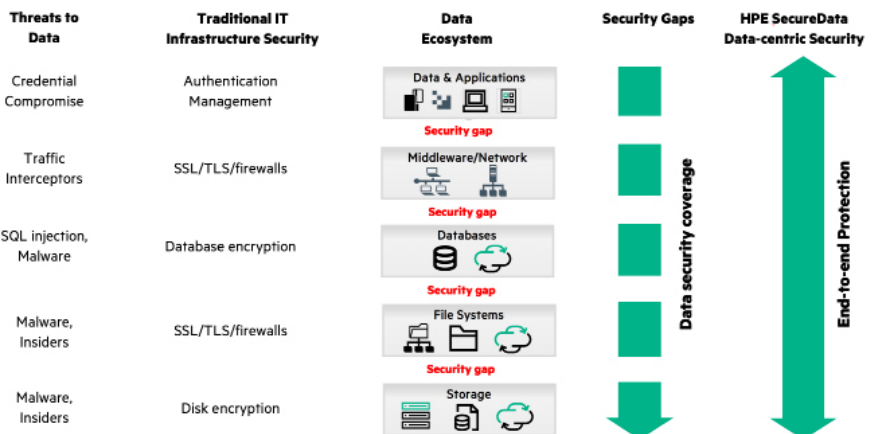 Threats to
Data
Traditional IT
Infrastructure Security
Data
Ecosystem
Security Gaps
HPE SecureData
Data-centric Security
Credential
Compromise
Authentication
Management
Data & Applications
Security gap
Traffic
Interceptors
SSL/TLS/firewalls
Middleware/Network
Security gap
SQL injection,
Malware
Database encryption
Databases
Security gap
Malware,
Insiders
SSL/TLS/firewalls
File Systems
Security gap
Malware,
Insiders
Disk encryption
Storage
Data security coverage
End-to-end Protection